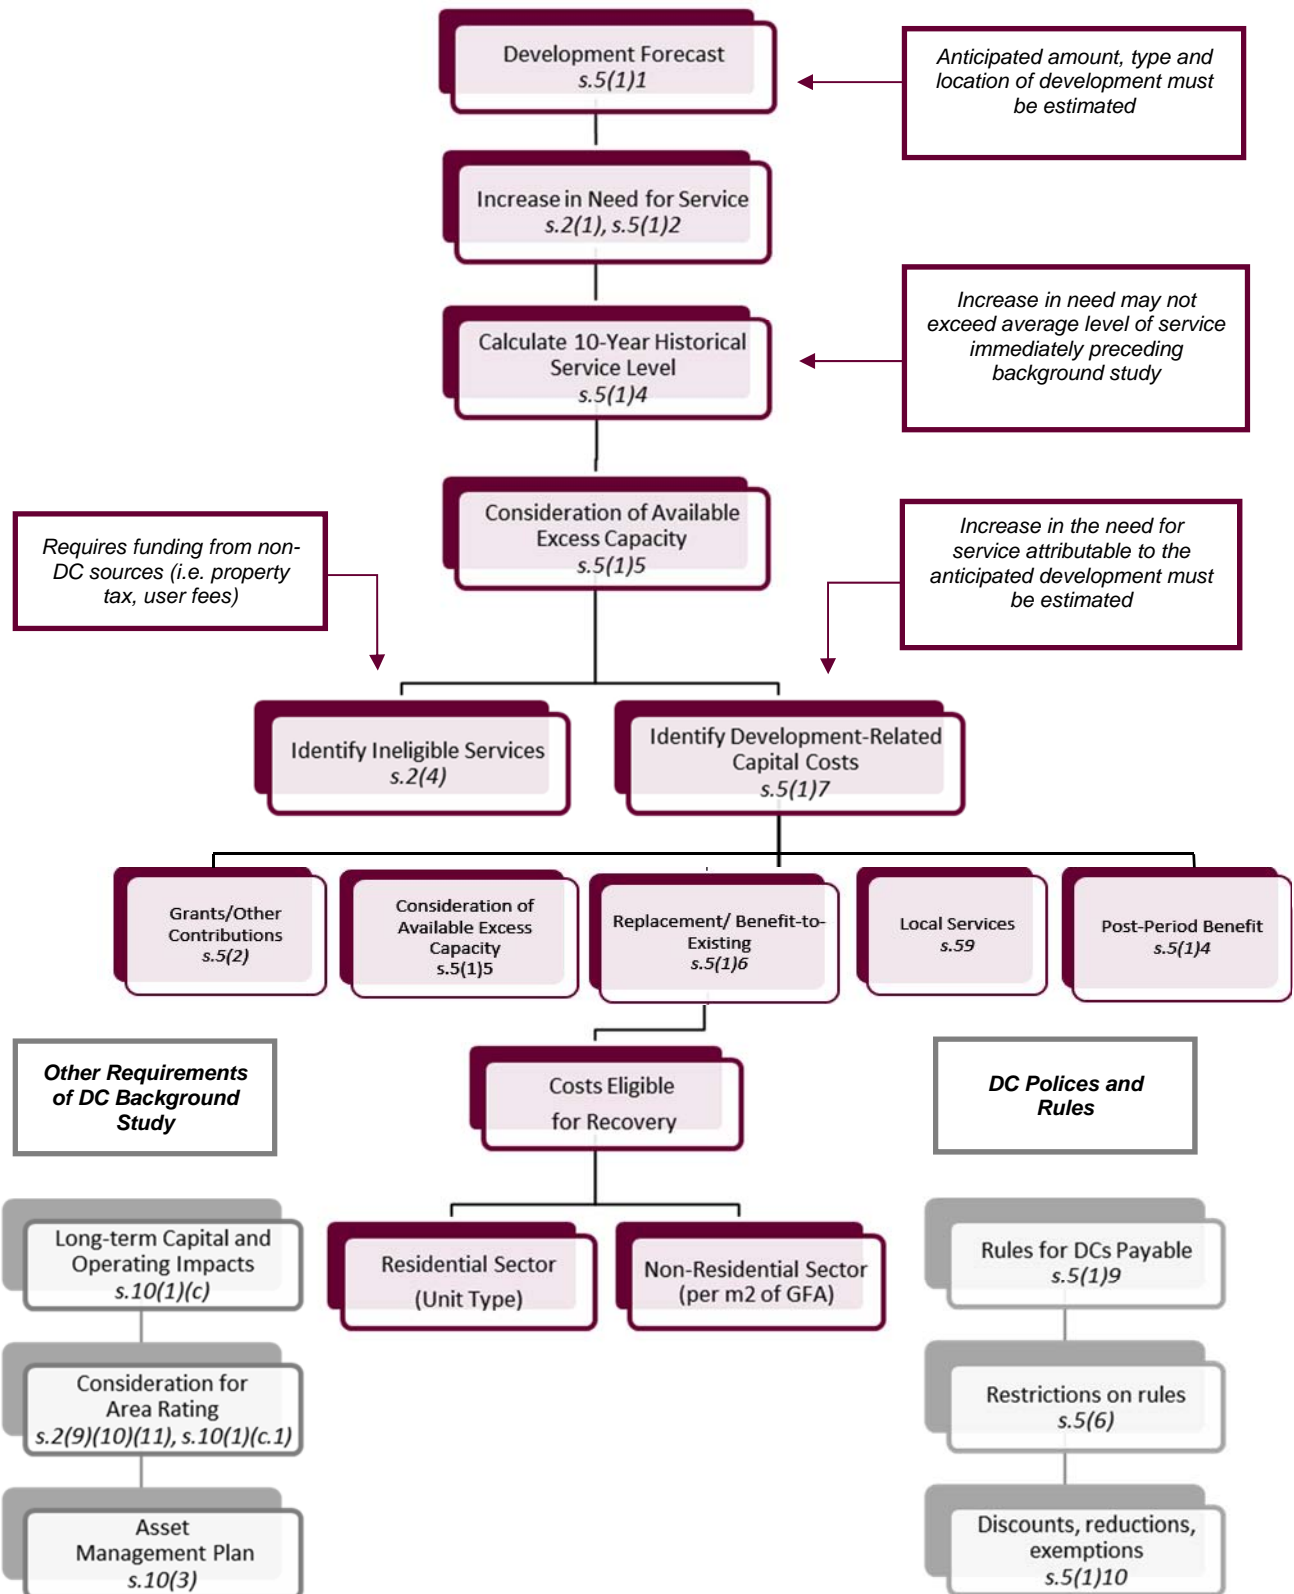 Development Forecast
s.5(1)1
Anticipated amount, type and
location of development must
be estimated
Increase in Need for Service
s.2(1), s.5(1)2
Calculate 10-Year Historical
Service Level
s.5(1)4
Increase in need may not
exceed average level of service
immediately preceding
background study
Consideration of Available
Excess Capacity
s.5(1)5
Requires funding from non-
DC sources (i.e. property
tax, user fees)
Increase in the need for
service attributable to the
anticipated development must
be estimated
Identify Ineligible Services
s.2(4)
Identify Development-Related
Capital Costs
s.5(1)7
Grants/Other
Contributions
s.5(2)
Consideration of
Available Excess
Capacity
s.5(1)5
Replacement/ Benefit-to-
Existing
s.5(1)6
Local Services
s.59
Post-Period Benefit
s.5(1)4
Other Requirements
of DC Background
Study
Costs Eligible
for Recovery
DC Polices and
Rules
Long-term Capital and
Operating Impacts
s.10(1)(c)
Residential Sector
(Unit Type)
Non-Residential Sector
(per m2 of GFA)
Rules for DCs Payable
s.5(1)9
Consideration for
Area Rating
s.2(9)(10)(11), s.10(1)(c.1)
Restrictions on rules
s.5(6)
Asset
Management Plan
s.10(3)
Discounts, reductions,
exemptions
s.5(1)10